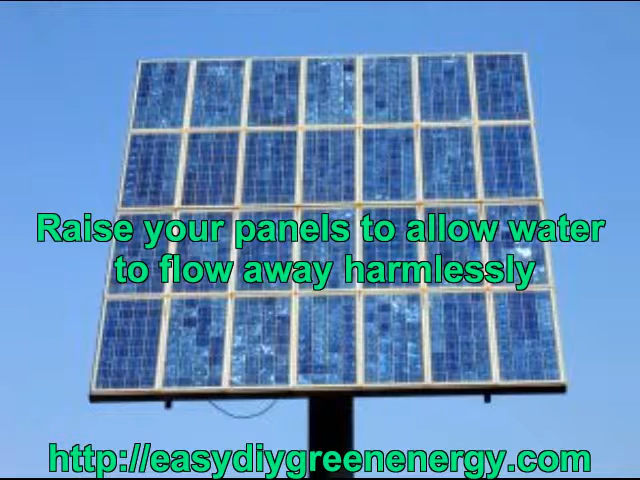 Raise your panels to allow water
to flow away harmlessly
http://easydiygreenenergy.com